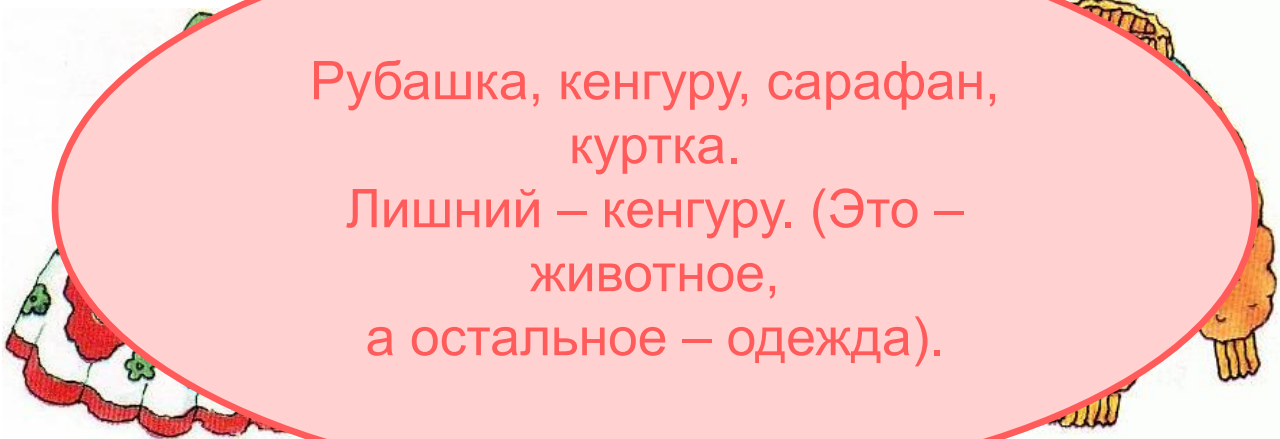 Рубашка, кенгуру, сарафан,
куртка.
Лишний – кенгуру. (Это –
животное,
а остальное – одежда).